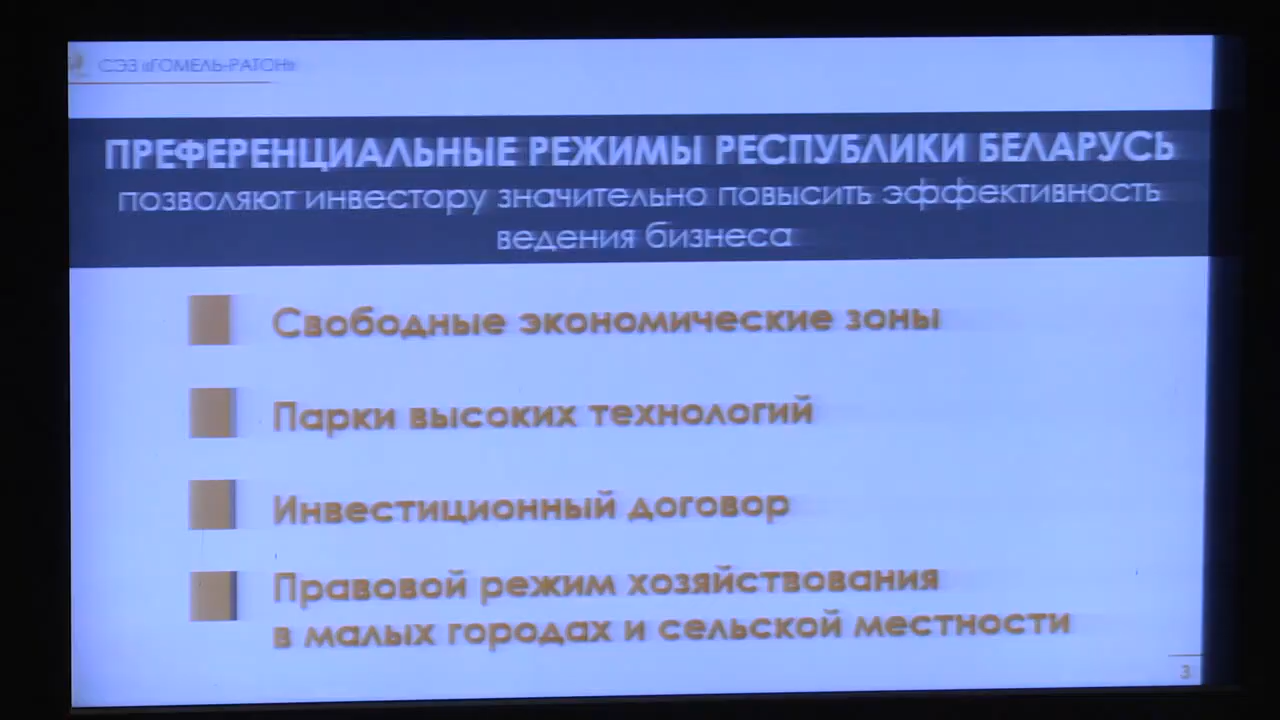 СЭЗ «ГОМЕЛЬ-РАТОН»
ПРЕФЕРЕНЦИАЛЬНЫЕ РЕЖИМЫ РЕСПУБЛИКИ БЕЛАРУСЬ
позволяют инвестору значительно повысить эффективность
ведения бизнеса
Свободные экономические зоны
Парки высоких технологий
Инвестиционный договор
Правовой режим хозяйствования
в малых городах и сельской местности
3